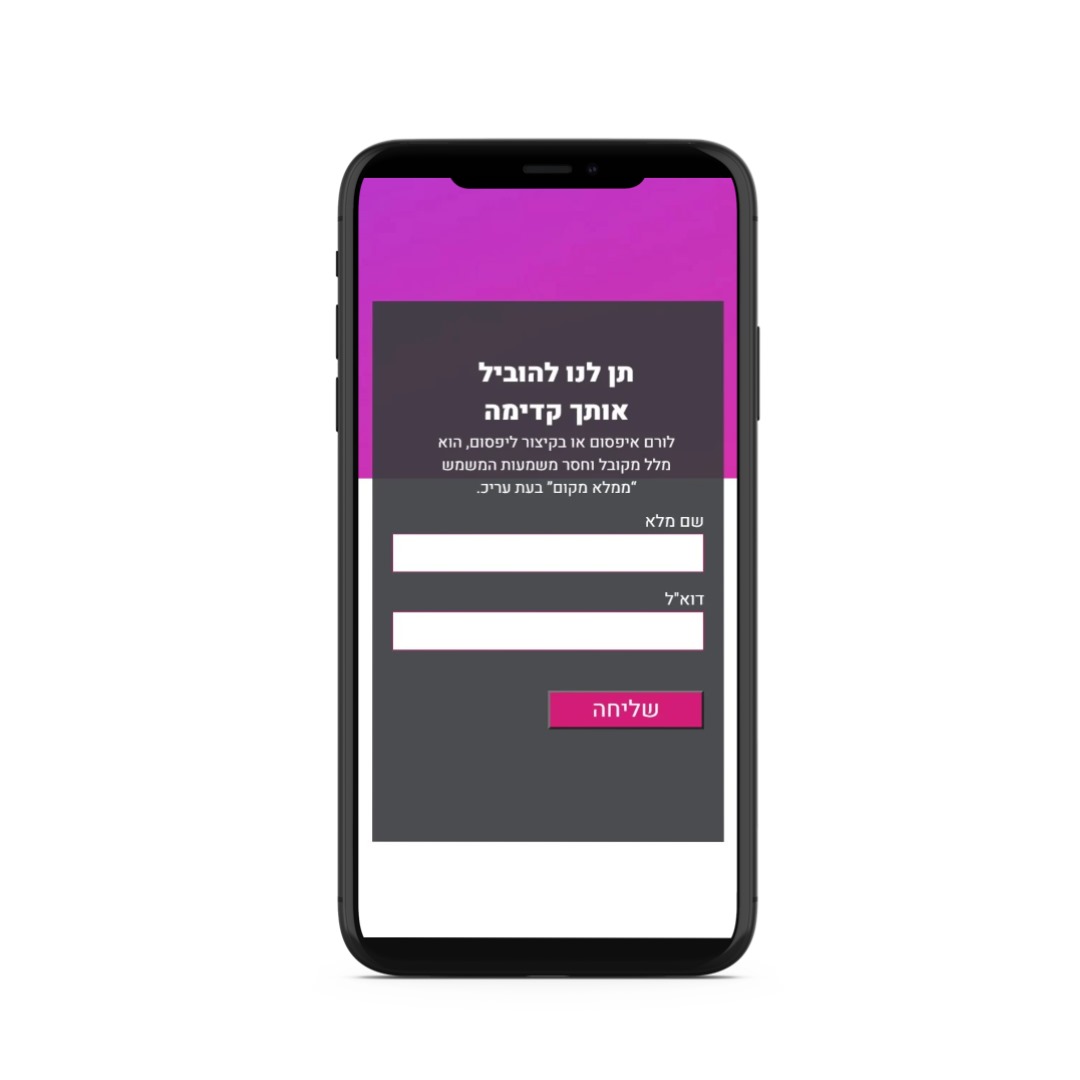 תן לנו להוביל
אותך קדימה
לורם איפסום או בקיצור ליפסום, הוא
מלל מקובל וחסר משמעות המשמש
“ממלא מקום” בעת עריכ.
שם מלא
דוא"ל
שליחה